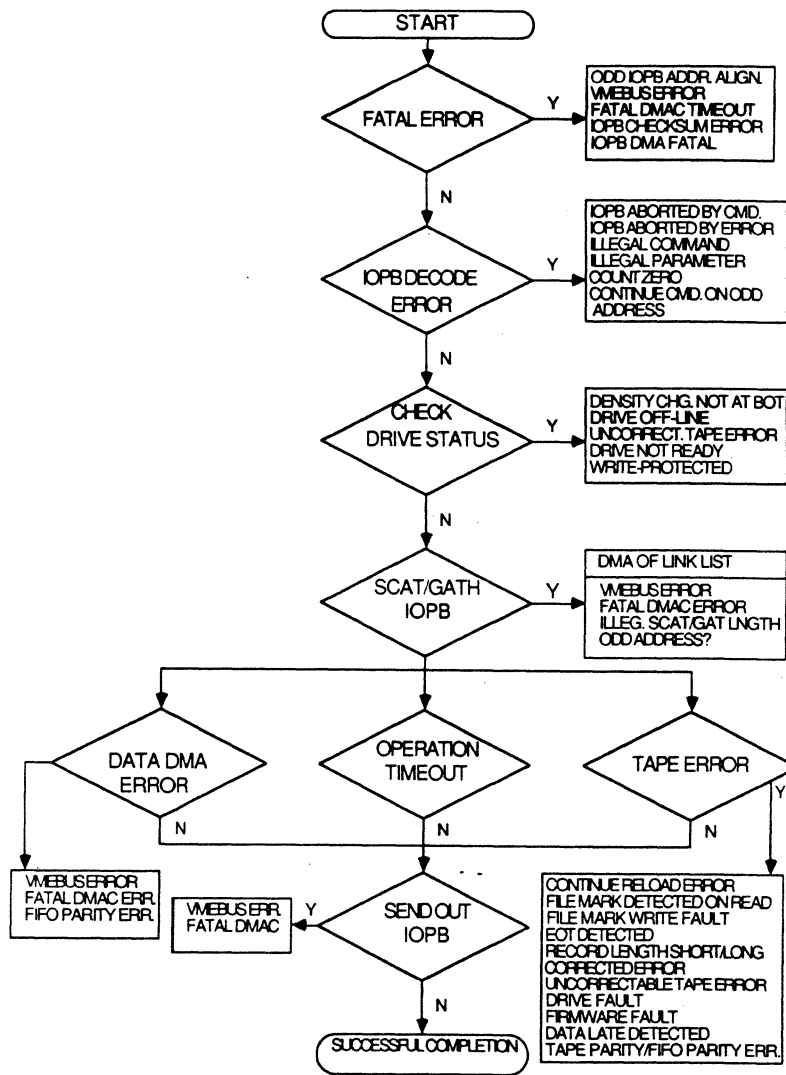 START
FATAL ERROR
Y
ODD IOPB ADDR. ALIGN.
VMEBUS ERROR
FATAL DMAC TIMEOUT
IOPB CHECKSUM ERROR
IOPB DMA FATAL
N
IOPB DECODE
ERROR
Y
IOPB ABORTED BY CMD.
IOPB ABORTED BY ERROR
ILLEGAL COMMAND
ILLEGAL PARAMETER
COUNT ZERO
CONTINUE CMD. ON ODD
ADDRESS
N
CHECK
DRIVE STATUS
Y
DENSITY CHG. NOT AT BOT
DRIVE OFF-LINE
UNCORRECT. TAPE ERROR
DRIVE NOT READY
WRITE-PROTECTED
N
SCAT/GATH
IOPB
Y
DMA OF LINK LIST
VMEBUS ERROR
FATAL DMAC ERROR
ILLEG. SCAT/GAT LNGTH
ODD ADDRESS?
DATA DMA
ERROR
N
OPERATION
TIMEOUT
N
TAPE ERROR
Y
N
VMEBUS ERROR
FATAL DMAC ERR.
FIFO PARITY ERR.
VMEBUS ERR.
FATAL DMAC
Y
SEND OUT
IOPB
N
CONTINUE RELOAD ERROR
FILE MARK DETECTED ON READ
FILE MARK WRITE FAULT
EOT DETECTED
RECORD LENGTH SHORT/LONG
CORRECTED ERROR
UNCORRECTABLE TAPE ERROR
DRIVE FAULT
FIRMWARE FAULT
DATA LATE DETECTED
TAPE PARITY/FIFO PARITY ERR.
SUCCESSFUL COMPLETION